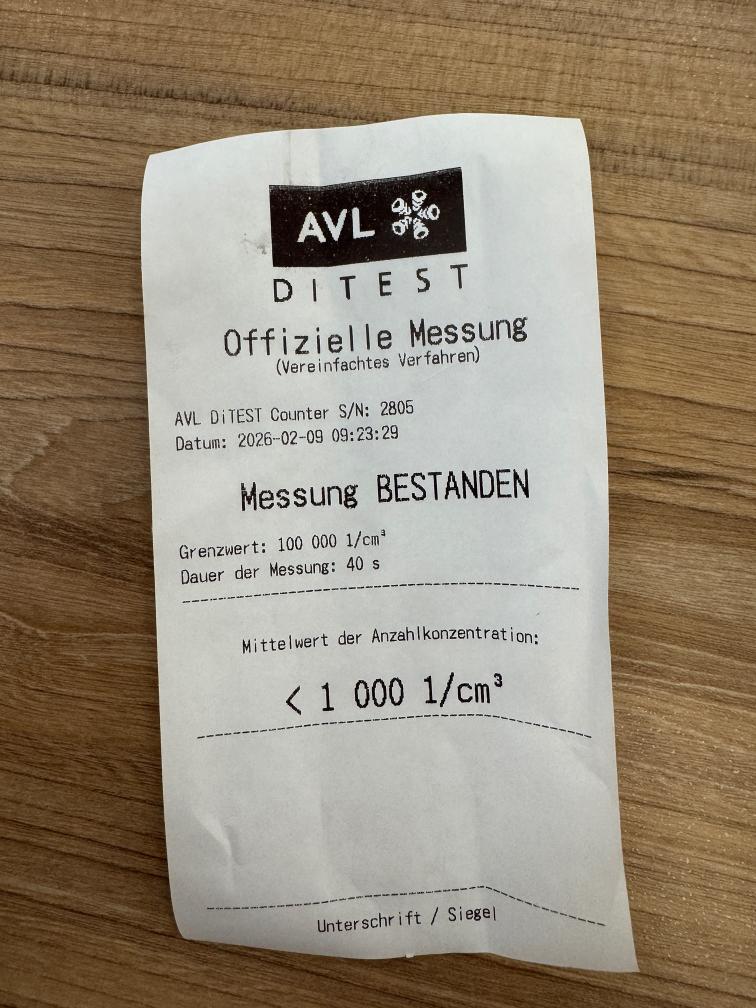 AVL
DITEST
Offizielle Messung
(Vereinfachtes Verfahren)
AVL DiTEST Counter S/N: 2805
Datum: 2026-02-09 09:23:29
Messung BESTANDEN
Grenzwert: 100 000 1/cm³
Dauer der Messung: 40 s
Mittelwert der Anzahlkonzentration:
< 1 000 1/cm³
Unterschrift / Siegel